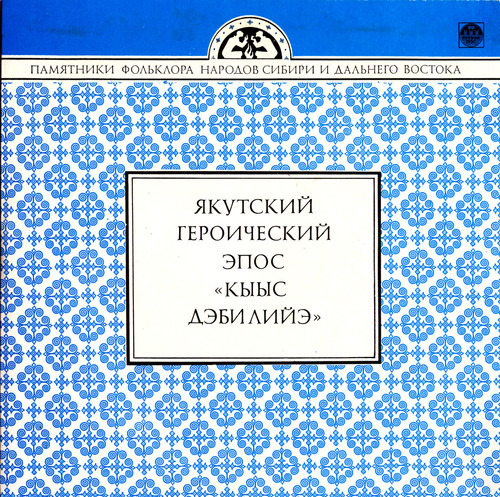 ПАМЯТНИКИ ФОЛЬКЛОРА НАРОДОВ СИБИРИ И ДАЛЬНЕГО ВОСТОКА
ЯКУТСКИЙ
ГЕРОИЧЕСКИЙ
ЭПОС
«КЫЫС
ДЭБИЛИЙЭ»